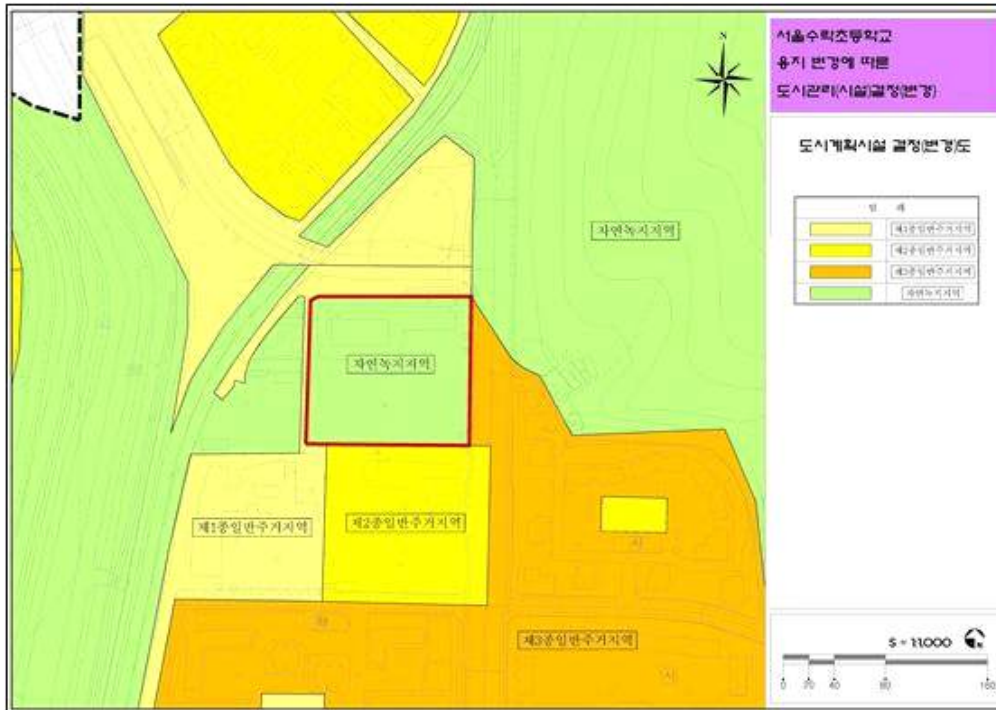 서울수락초등학교
용지 변경에 따른
도시관리(시설)결정(변경)
도시계획시설 결정(변경)도
범 례
제1종일반주거지역
제2종일반주거지역
제3종일반주거지역
자연녹지지역
N
자연녹지지역
자연녹지지역
제1종일반주거지역
제2종일반주거지역
제3종일반주거지역
S = 1:1,000
0 20 40 80 160